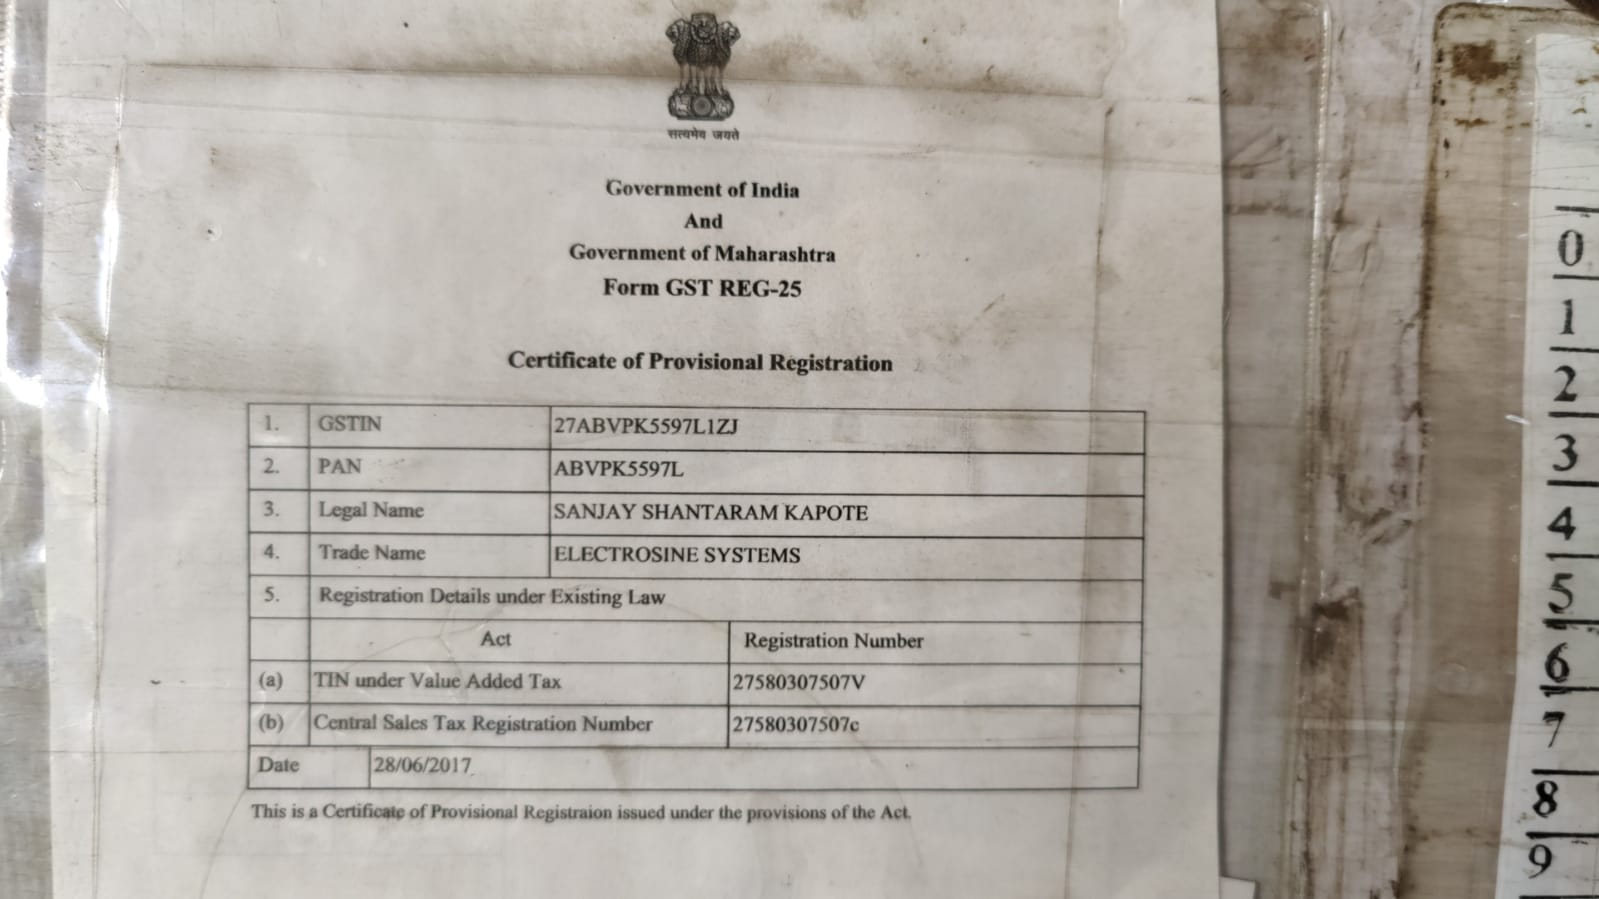 सत्यमेव जयते
Government of India
And
Government of Maharashtra
Form GST REG-25
Certificate of Provisional Registration
1. GSTIN 27ABVPK5597L1ZJ
2. PAN ABVPK5597L
3. Legal Name SANJAY SHANTARAM KAPOTE
4. Trade Name ELECTROSINE SYSTEMS
5. Registration Details under Existing Law
Act Registration Number
(a) TIN under Value Added Tax 27580307507V
(b) Central Sales Tax Registration Number 27580307507c
Date 28/06/2017
This is a Certificate of Provisional Registraion issued under the provisions of the Act.
0
1
2
3
4
5
6
7
8
9